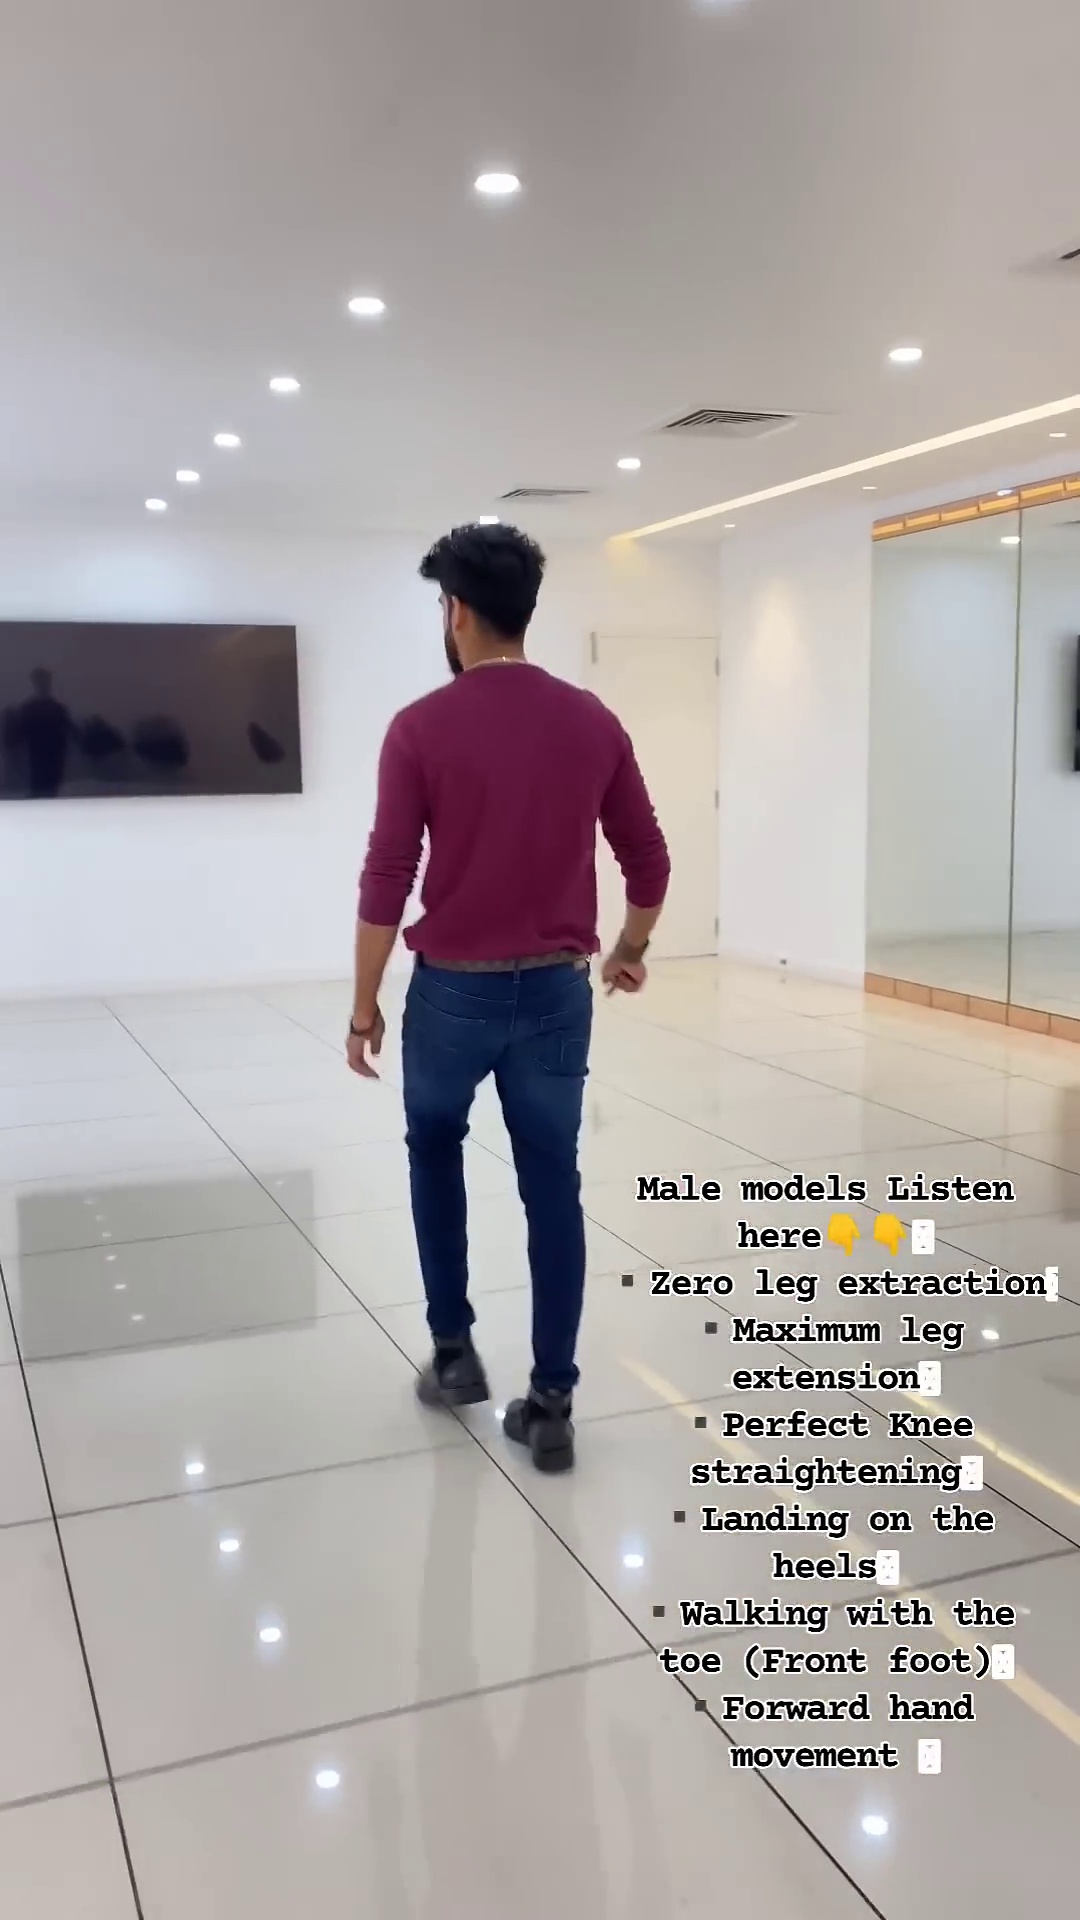 Male models Listen
here👇👇
▪ Zero leg extraction
▪ Maximum leg
extension
▪ Perfect Knee
straightening
▪ Landing on the
heels
▪ Walking with the
toe (Front foot)
▪ Forward hand
movement